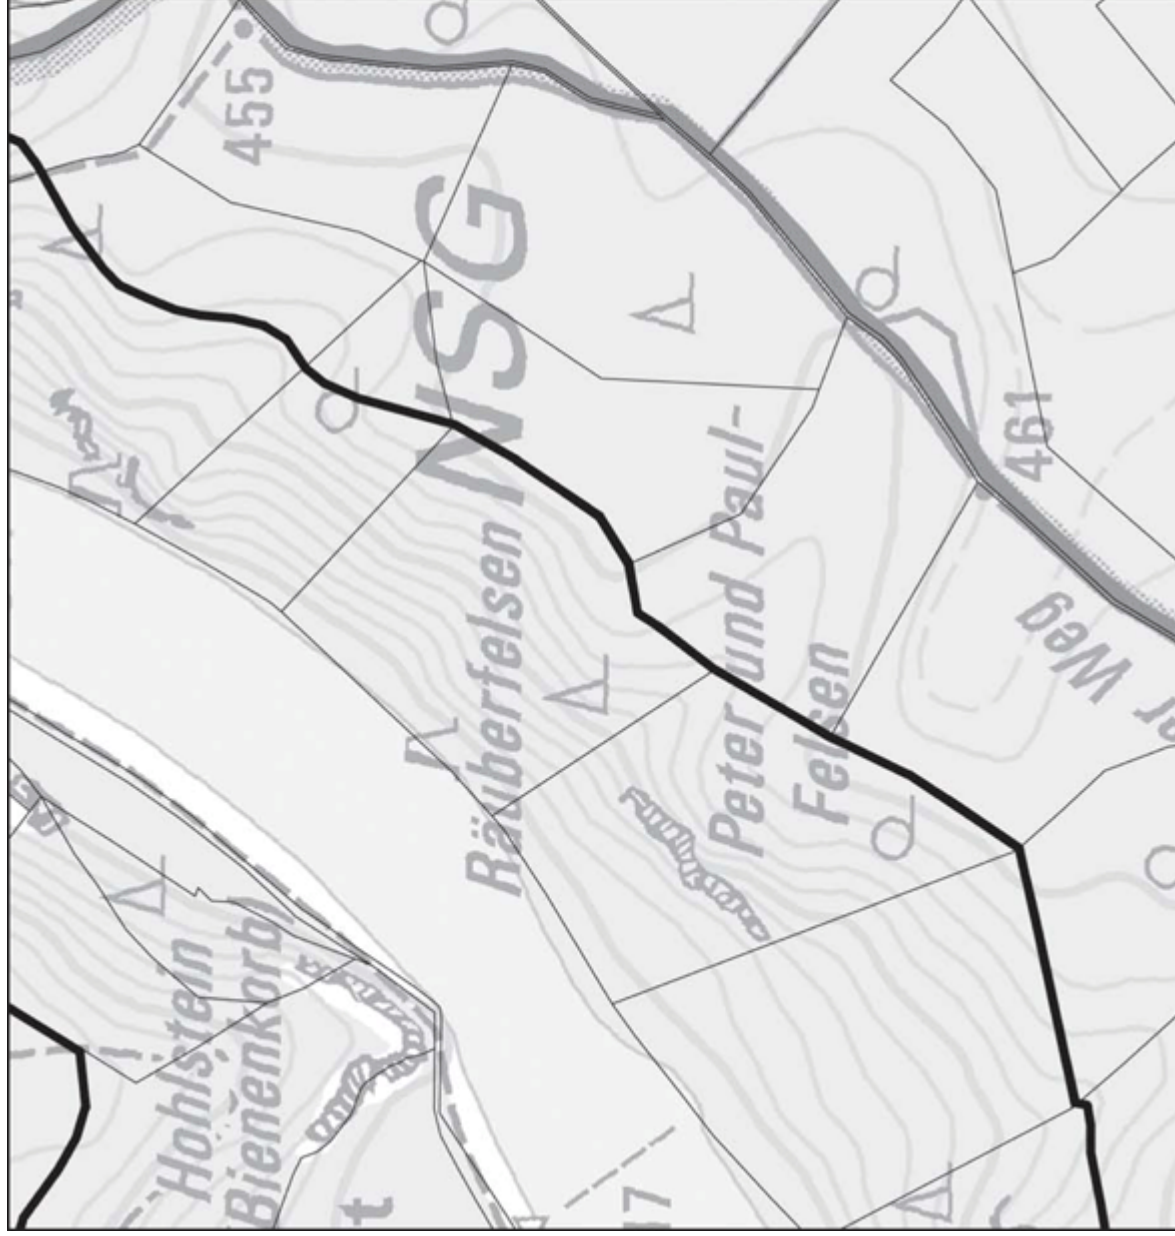 455
NSG
461
Räuberfelsen
Peter und Paul-
Felsen
Weg
Hohlstein
(Bienenkorb)